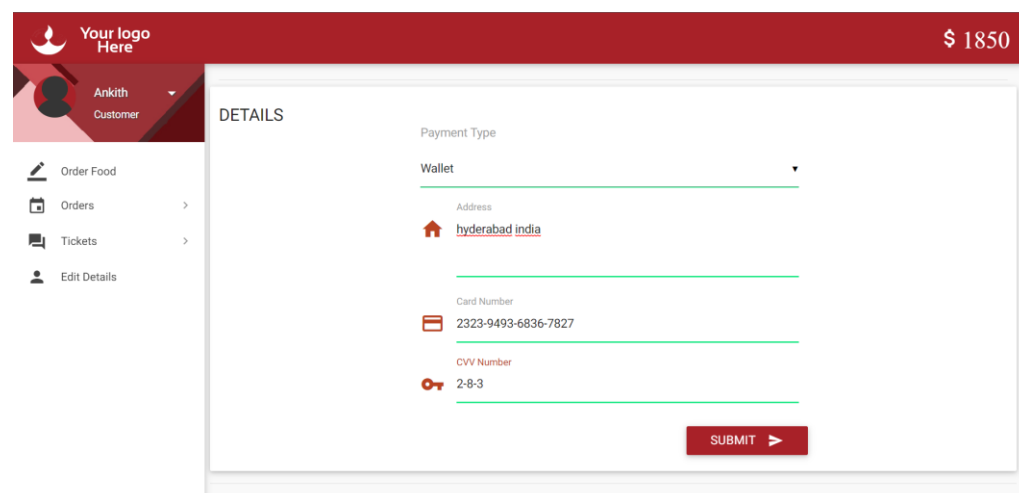 Your logo
Here
$ 1850
Ankith
Customer
Order Food
Orders
Tickets
Edit Details
DETAILS
Payment Type
Wallet
Address
hyderabad india
Card Number
2323-9493-6836-7827
CVV Number
2-8-3
SUBMIT